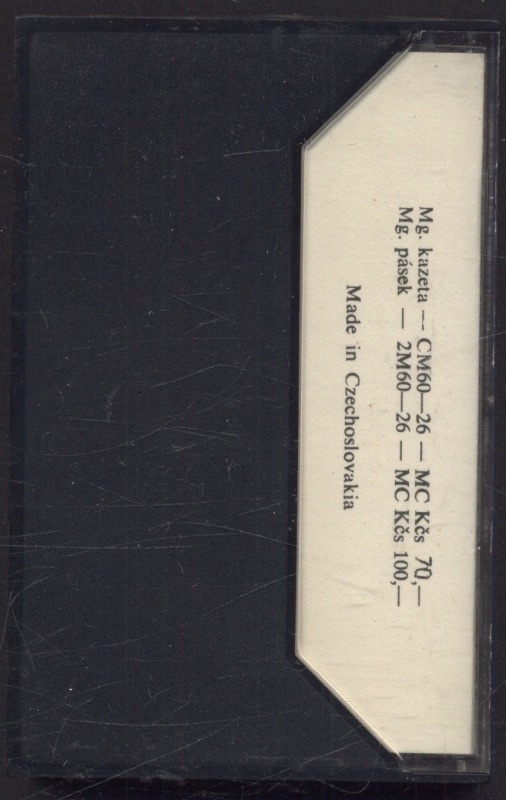 Mg. kazeta — CM60—26 — MC Kčs 70,—
Mg. pásek — 2M60—26 — MC Kčs 100,—
Made in Czechoslovakia